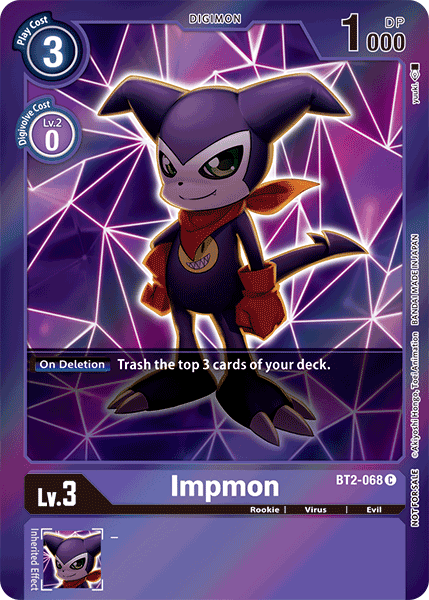 DIGIMON
Play Cost
3
DP
1000
Digivolve Cost
Lv.2
0
yunki.
On Deletion Trash the top 3 cards of your deck.
©Akiyoshi Hongo, Toei Animation BANDAI MADE IN JAPAN
NOT FOR SALE
Impmon
BT2-068 C
Lv.3
Rookie | Virus | Evil
Inherited Effect
–